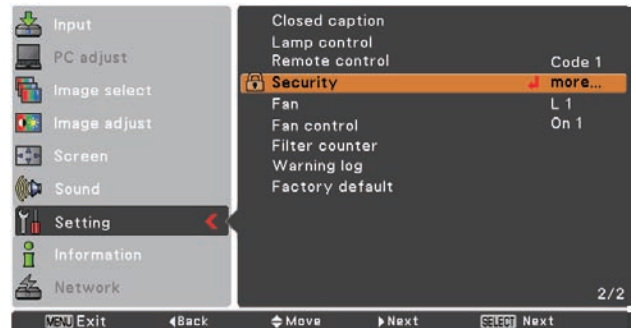 Input
PC adjust
Image select
Image adjust
Screen
Sound
Setting
Information
Network
Closed caption
Lamp control
Remote control Code 1
Security more...
Fan L 1
Fan control On 1
Filter counter
Warning log
Factory default
2/2
MENU Exit Back Move Next SELECT Next